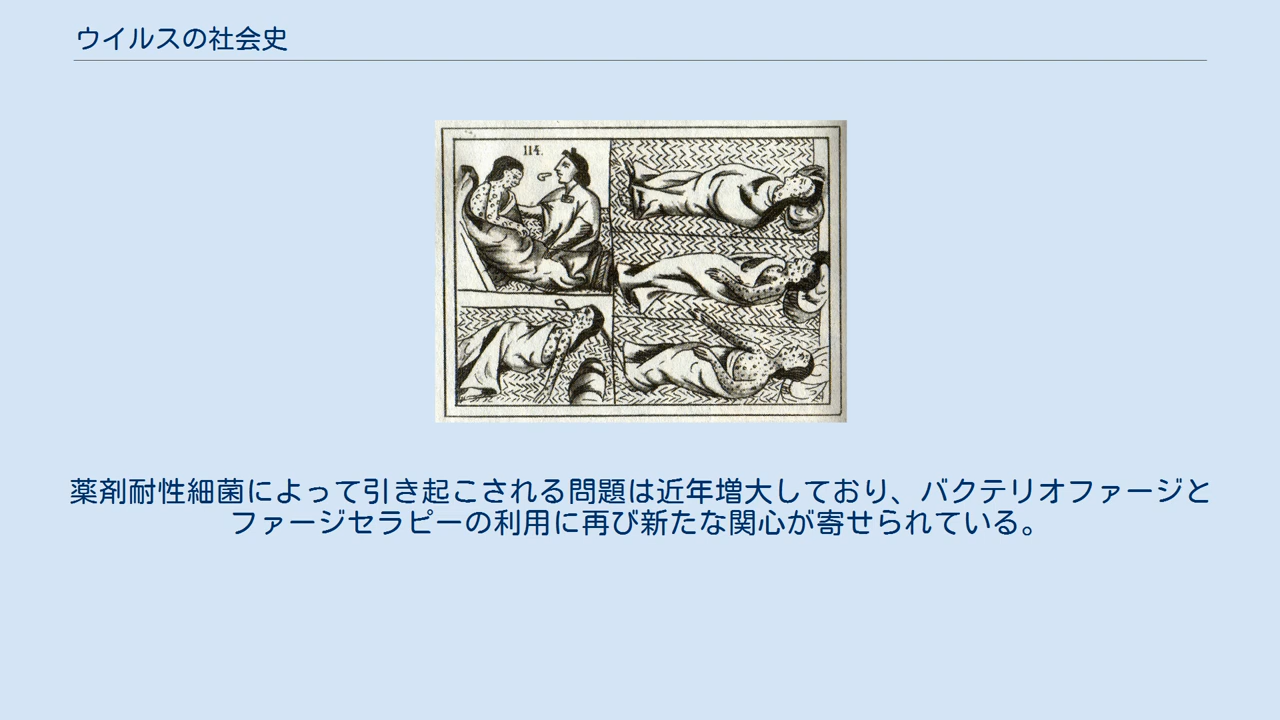 ウイルスの社会史
114.
薬剤耐性細菌によって引き起こされる問題は近年増大しており、バクテリオファージと
ファージセラピーの利用に再び新たな関心が寄せられている。